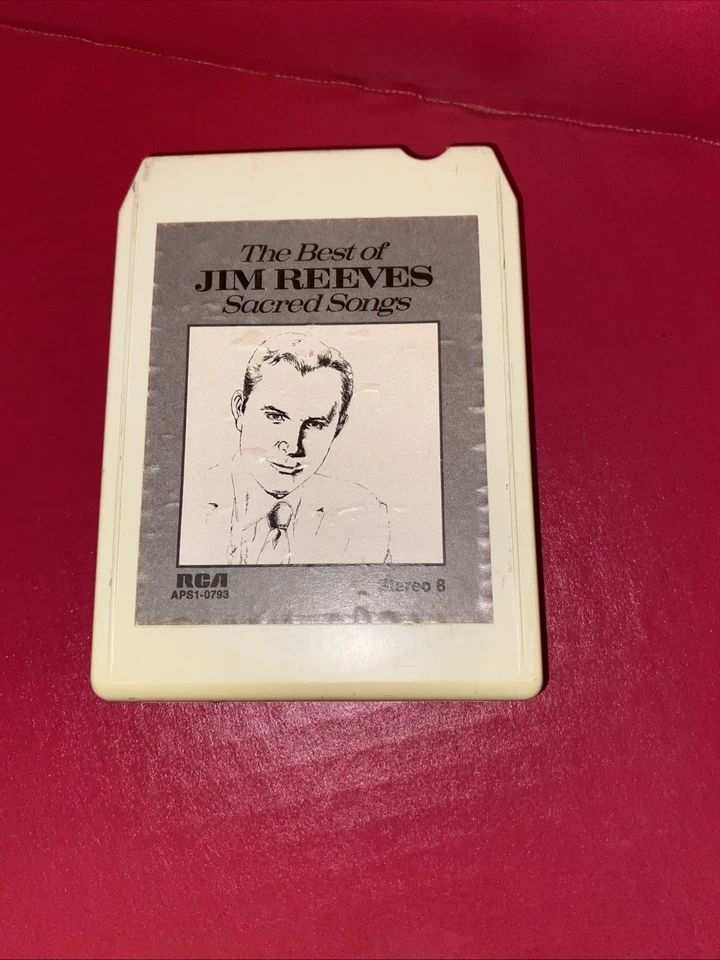 The Best of
JIM REEVES
Sacred Songs
RCA
APS1-0793
Stereo 8